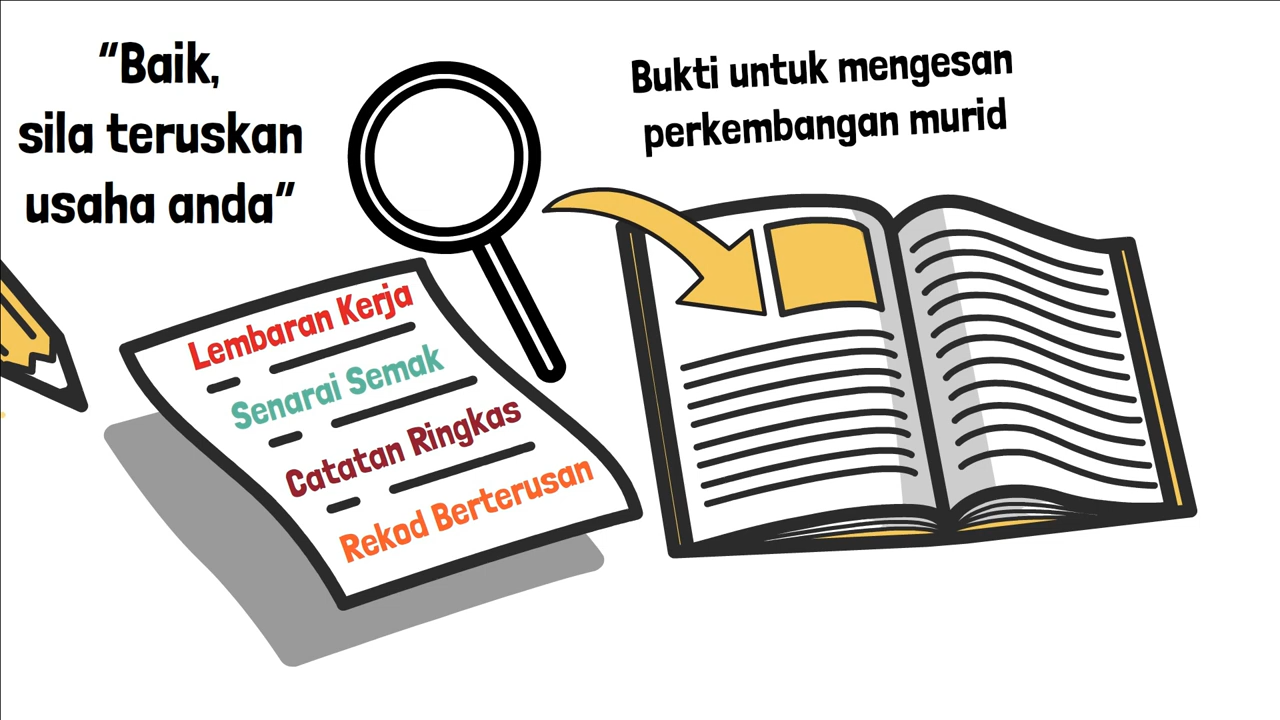 "Baik,
sila teruskan
usaha anda"
Bukti untuk mengesan
perkembangan murid
Lembaran Kerja
Senarai Semak
Catatan Ringkas
Rekod Berterusan